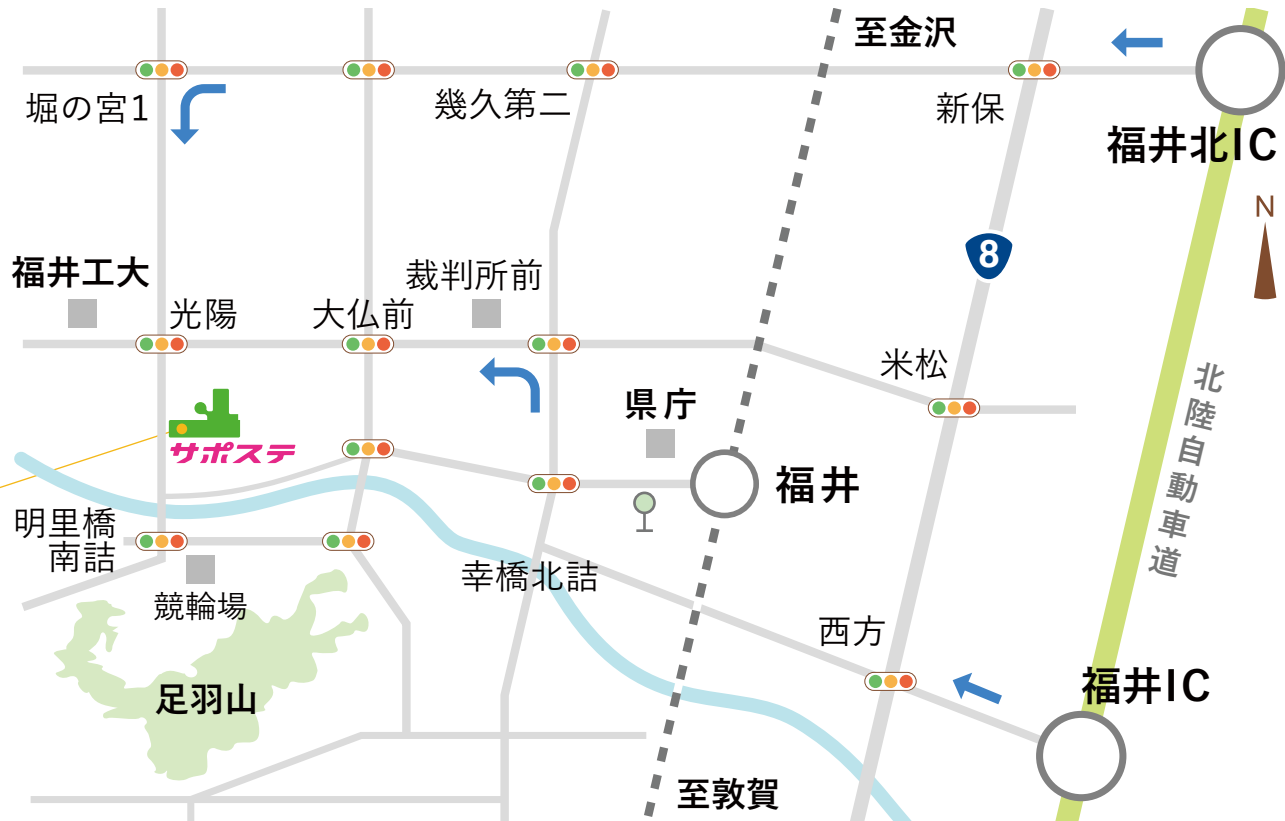 至金沢
堀の宮1
幾久第二
新保
福井北IC
N
8
福井工大
裁判所前
光陽
大仏前
米松
県庁
北陸自動車道
サポステ
福井
明里橋
南詰
幸橋北詰
競輪場
西方
足羽山
福井IC
至敦賀